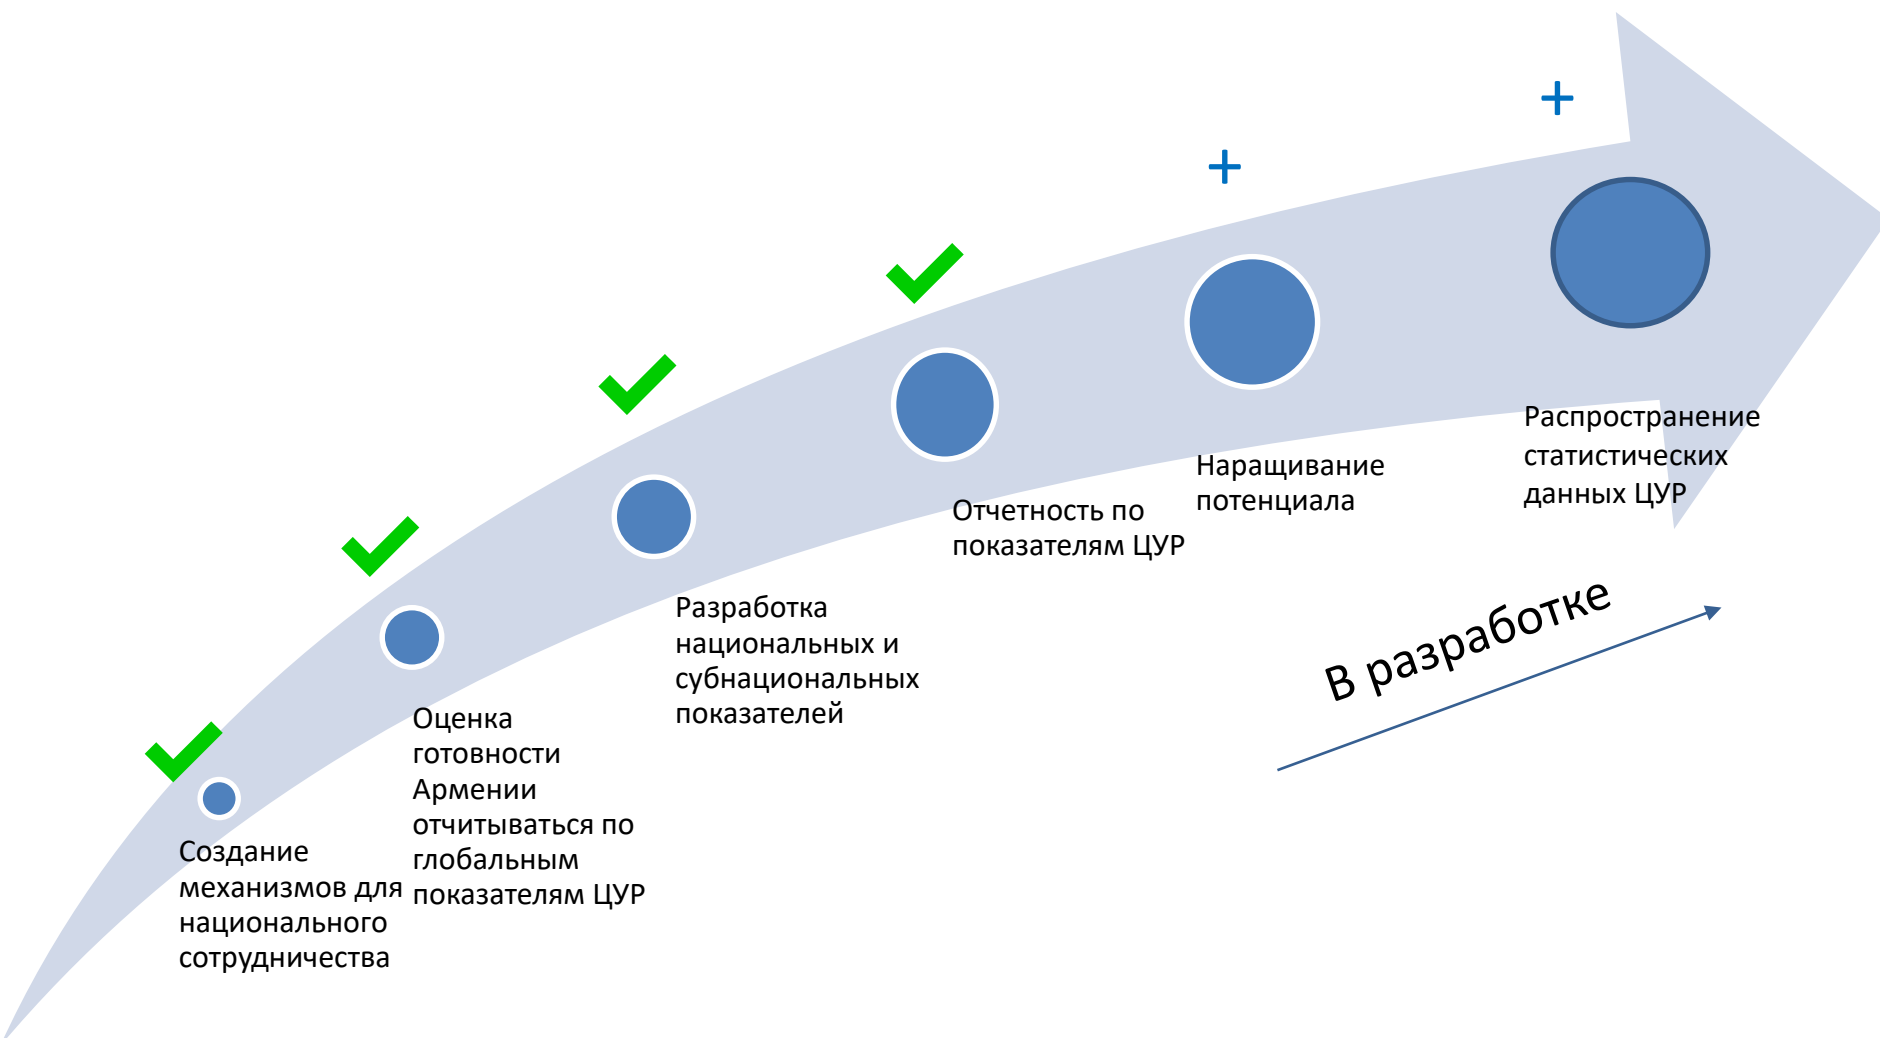 Создание
механизмов для
национального
сотрудничества
Оценка
готовности
Армении
отчитываться по
глобальным
показателям ЦУР
Разработка
национальных и
субнациональных
показателей
Отчетность по
показателям ЦУР
Наращивание
потенциала
Распространение
статистических
данных ЦУР
В разработке